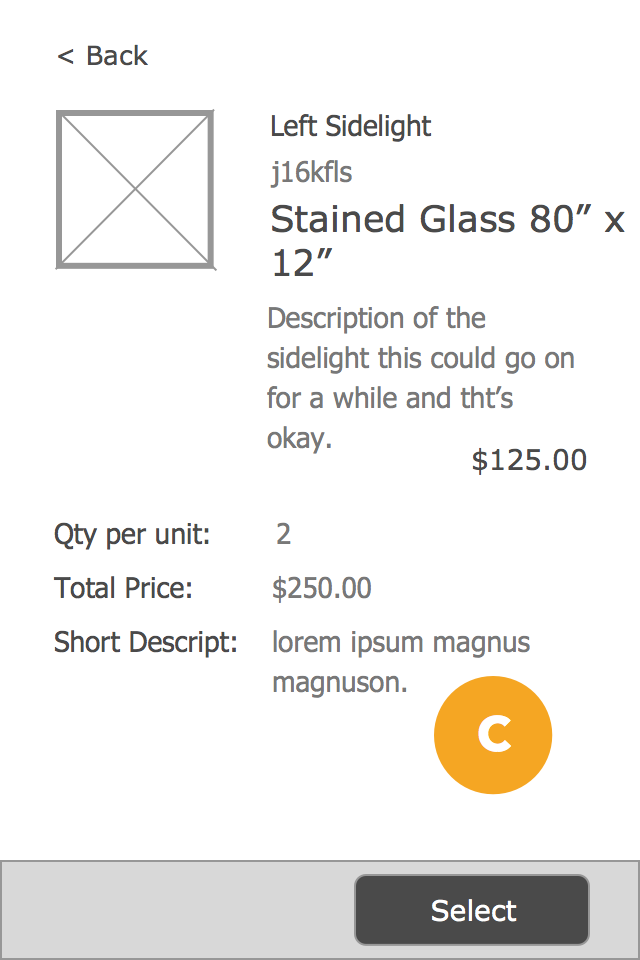 < Back
Left Sidelight
j16kfls
Stained Glass 80” x
12”
Description of the
sidelight this could go on
for a while and tht’s
okay.
$125.00
Qty per unit: 2
Total Price: $250.00
Short Descript: lorem ipsum magnus
magnuson.
C
Select